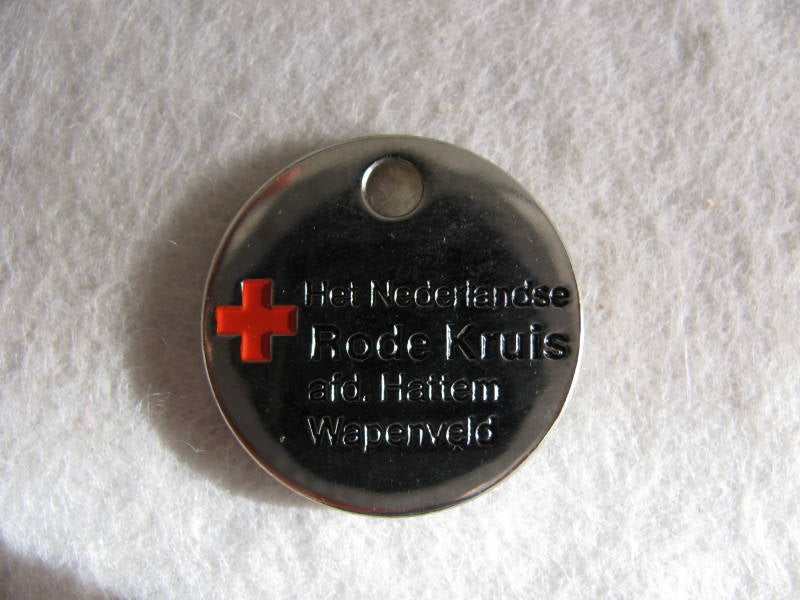 Het Nederlandse
Rode Kruis
afd. Hattem
Wapenveld